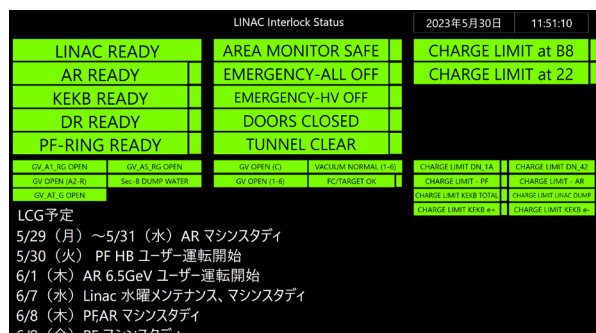 LINAC Interlock Status 2023年5月30日 11:51:10
LINAC READY AREA MONITOR SAFE CHARGE LIMIT at B8
AR READY EMERGENCY-ALL OFF CHARGE LIMIT at 22
KEKB READY EMERGENCY-HV OFF
DR READY DOORS CLOSED
PF-RING READY TUNNEL CLEAR
GV_A1_RG OPEN GV_AS_RG OPEN GV OPEN (C) VACUUM NORMAL (1-6) CHARGE LIMIT DN_1A CHARGE LIMIT DN_42
GV OPEN (A2-R) Sec-B DUMP WATER GV OPEN (1-6) FC/TARGET OK CHARGE LIMIT - PF CHARGE LIMIT - AR
GV_AT_G OPEN CHARGE LIMIT KEKB TOTAL CHARGE LIMIT LINAC DUMP
CHARGE LIMIT KEKB e+ CHARGE LIMIT KEKB e-
LCG予定
5/29（月）～5/31（水）AR マシンスタディ
5/30（火） PF HB ユーザー運転開始
6/1（木）AR 6.5GeV ユーザー運転開始
6/7（水）Linac 水曜メンテナンス、マシンスタディ
6/8（木）PF,AR マシンスタディ